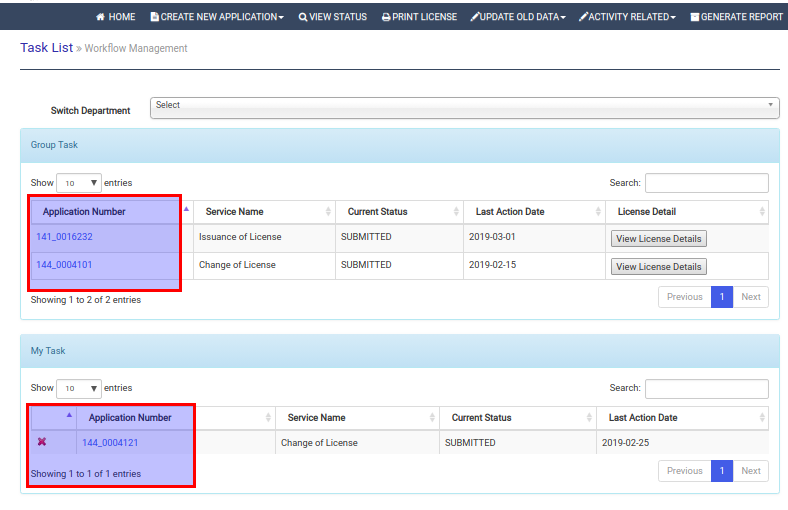 HOME CREATE NEW APPLICATION VIEW STATUS PRINT LICENSE UPDATE OLD DATA ACTIVITY RELATED GENERATE REPORT
Task List » Workflow Management
Switch Department Select
Group Task
Show 10 entries Search:
Application Number Service Name Current Status Last Action Date License Detail
141_0016232 Issuance of License SUBMITTED 2019-03-01 View License Details
144_0004101 Change of License SUBMITTED 2019-02-15 View License Details
Showing 1 to 2 of 2 entries Previous 1 Next
My Task
Show 10 entries Search:
Application Number Service Name Current Status Last Action Date
144_0004121 Change of License SUBMITTED 2019-02-25
Showing 1 to 1 of 1 entries Previous 1 Next